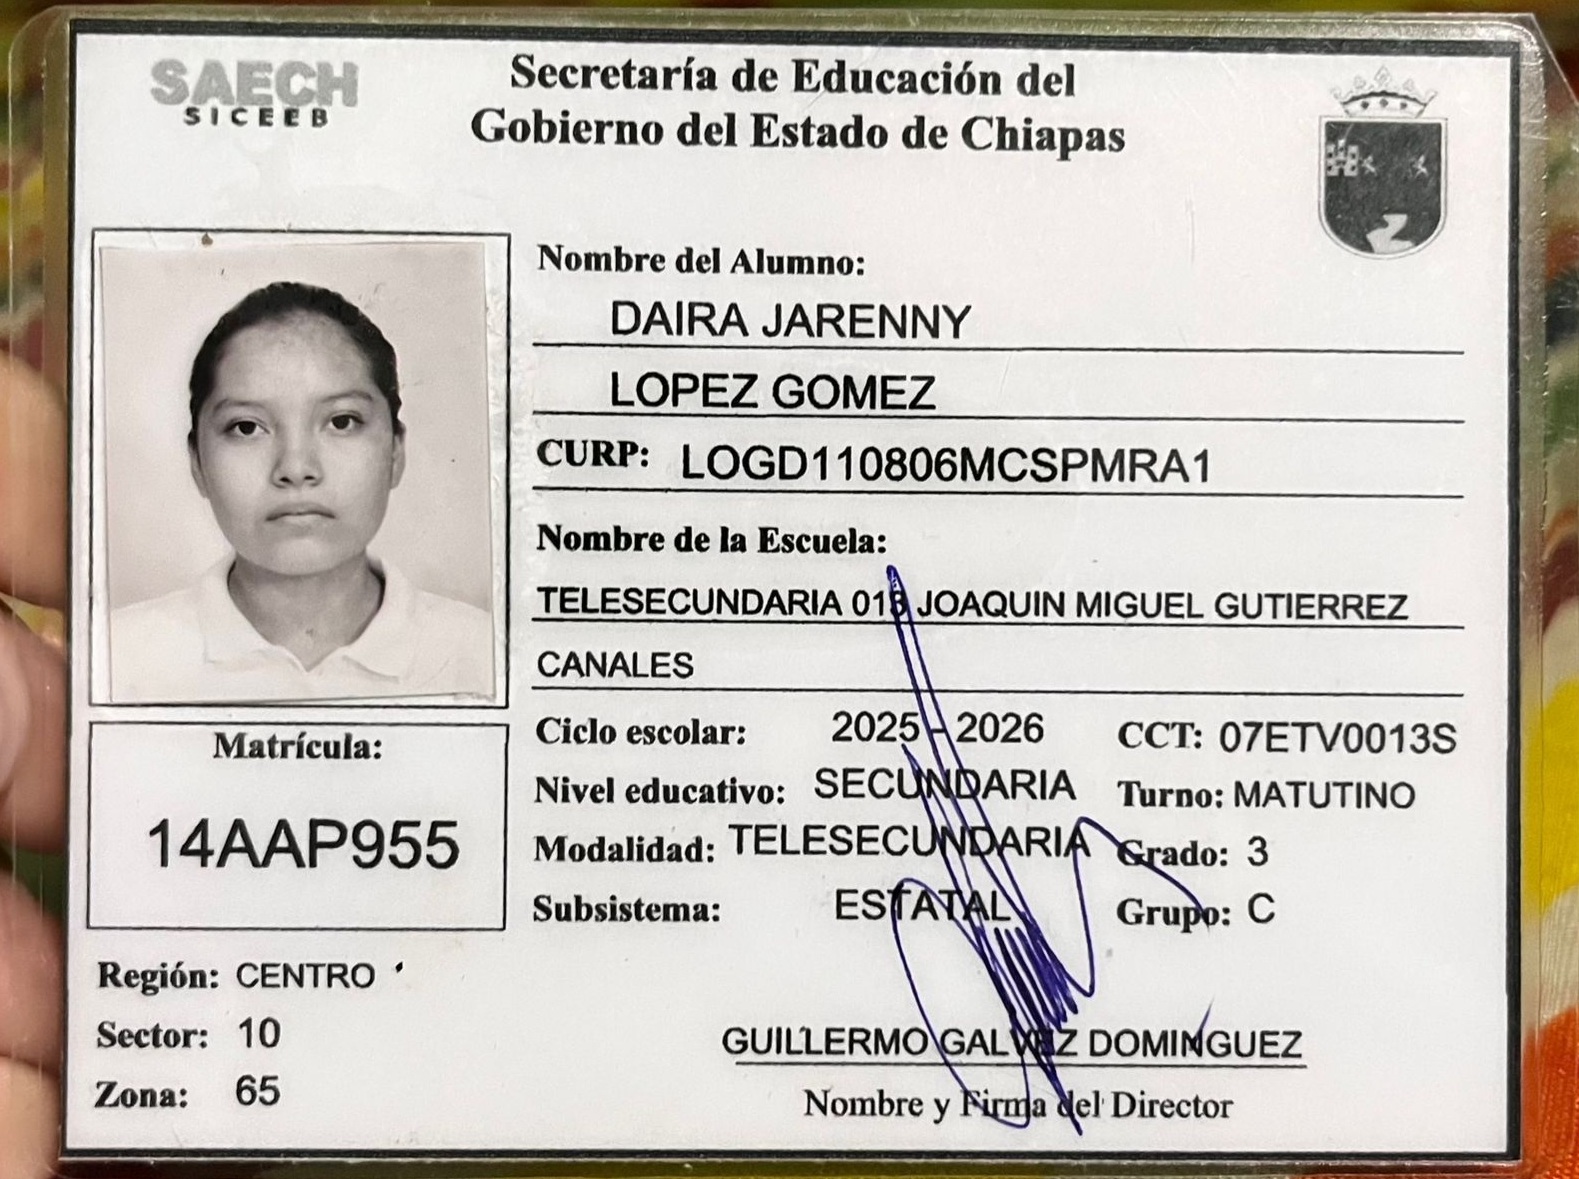 SAECH
SICEEB
Secretaría de Educación del
Gobierno del Estado de Chiapas
Nombre del Alumno:
DAIRA JARENNY
LOPEZ GOMEZ
CURP: LOGD110806MCSPMRA1
Nombre de la Escuela:
TELESECUNDARIA 013 JOAQUIN MIGUEL GUTIERREZ
CANALES
Ciclo escolar: 2025 - 2026 CCT: 07ETV0013S
Nivel educativo: SECUNDARIA Turno: MATUTINO
Modalidad: TELESECUNDARIA Grado: 3
Subsistema: ESTATAL Grupo: C
Matrícula:
14AAP955
Región: CENTRO
Sector: 10
Zona: 65
GUILLERMO GALVEZ DOMINGUEZ
Nombre y Firma del Director